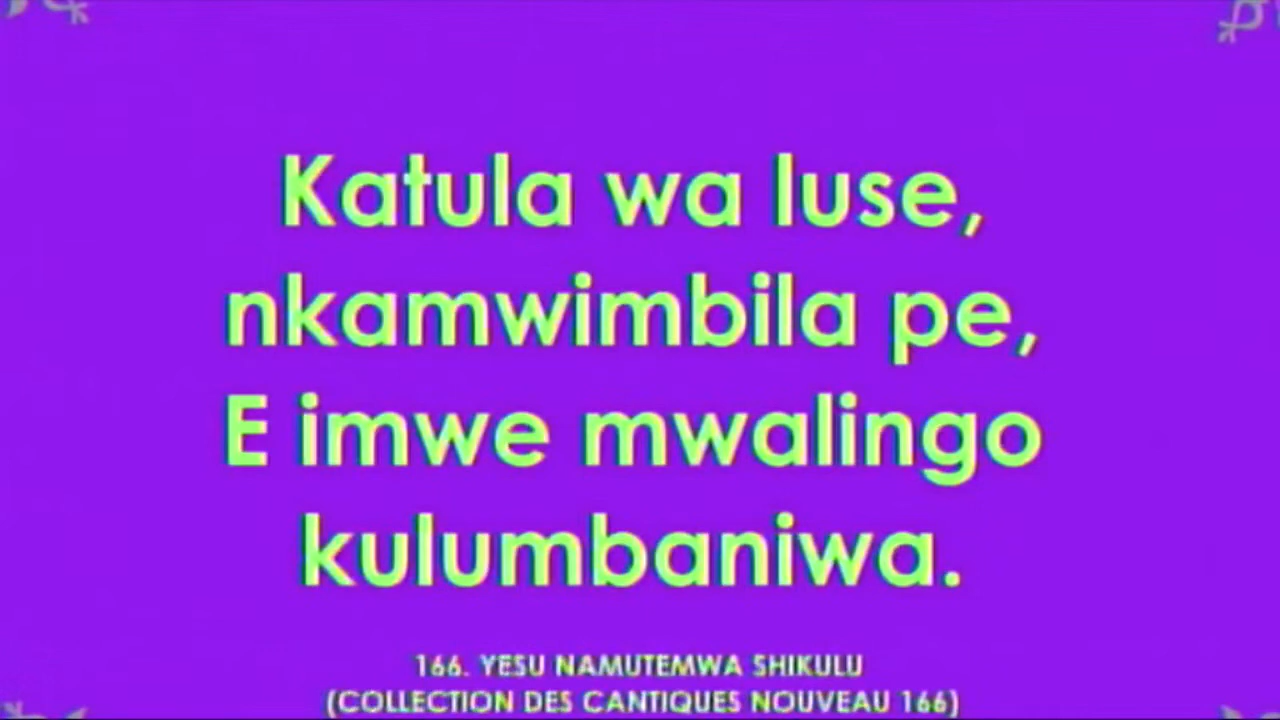 Katula wa luse,
nkamwimbila pe,
E imwe mwalingo
kulumbaniwa.
166. YESU NAMUTEMWA SHIKULU
(COLLECTION DES CANTIQUES NOUVEAU 166)